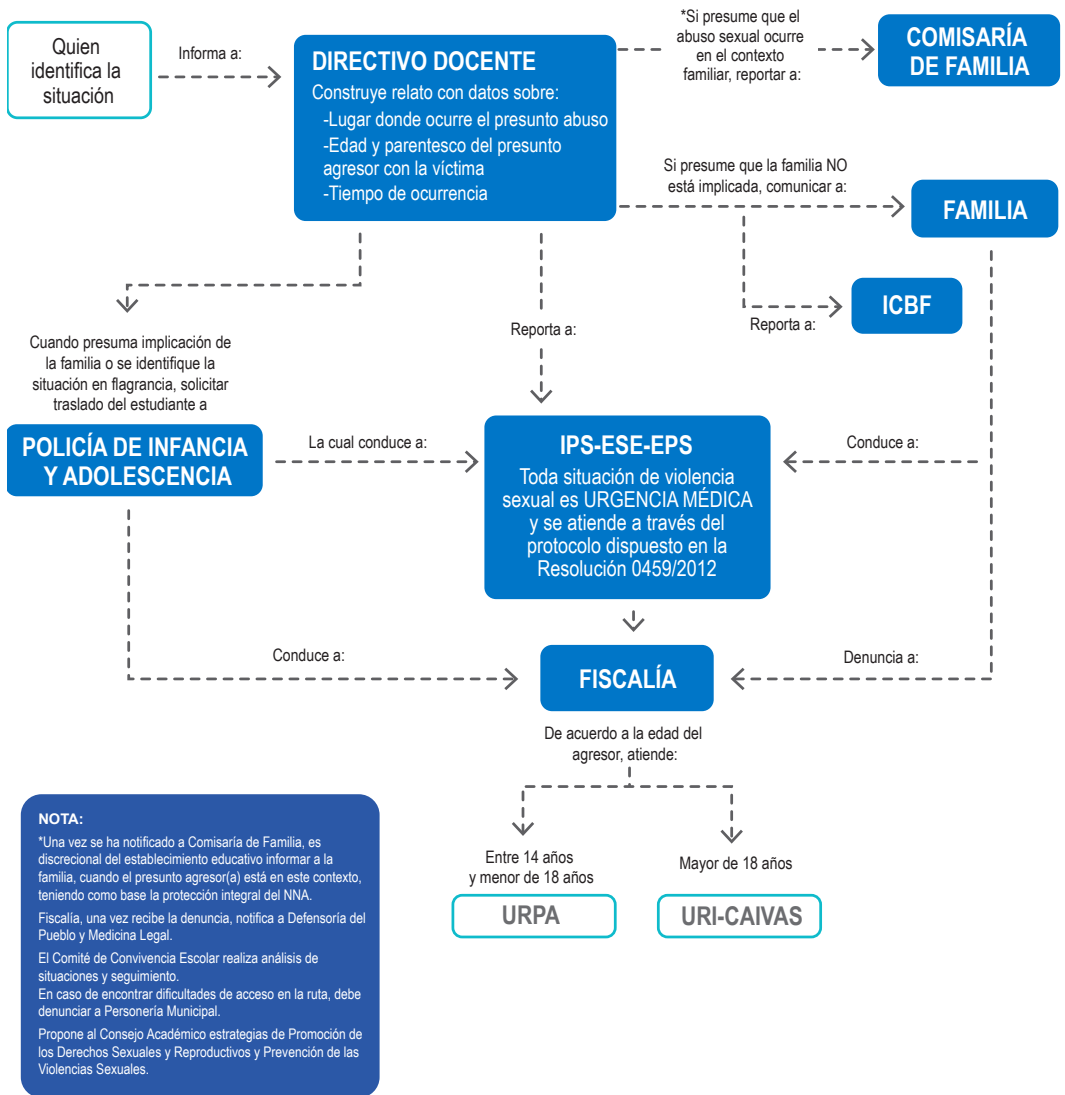 Quien
identifica la
situación
Informa a:
DIRECTIVO DOCENTE
Construye relato con datos sobre:
-Lugar donde ocurre el presunto abuso
-Edad y parentesco del presunto
agresor con la víctima
-Tiempo de ocurrencia
*Si presume que el
abuso sexual ocurre
en el contexto
familiar, reportar a:
COMISARÍA
DE FAMILIA
Si presume que la familia NO
está implicada, comunicar a:
FAMILIA
ICBF
Reporta a:
Reporta a:
Cuando presuma implicación de
la familia o se identifique la
situación en flagrancia, solicitar
traslado del estudiante a
POLICÍA DE INFANCIA
Y ADOLESCENCIA
La cual conduce a:
IPS-ESE-EPS
Toda situación de violencia
sexual es URGENCIA MÉDICA
y se atiende a través del
protocolo dispuesto en la
Resolución 0459/2012
Conduce a:
Conduce a:
FISCALÍA
Denuncia a:
De acuerdo a la edad del
agresor, atiende:
Entre 14 años
y menor de 18 años
URPA
Mayor de 18 años
URI-CAIVAS
NOTA:
*Una vez se ha notificado a Comisaría de Familia, es
discrecional del establecimiento educativo informar a la
familia, cuando el presunto agresor(a) está en este contexto,
teniendo como base la protección integral del NNA.
Fiscalía, una vez recibe la denuncia, notifica a Defensoría del
Pueblo y Medicina Legal.
El Comité de Convivencia Escolar realiza análisis de
situaciones y seguimiento.
En caso de encontrar dificultades de acceso en la ruta, debe
denunciar a Personería Municipal.
Propone al Consejo Académico estrategias de Promoción de
los Derechos Sexuales y Reproductivos y Prevención de las
Violencias Sexuales.